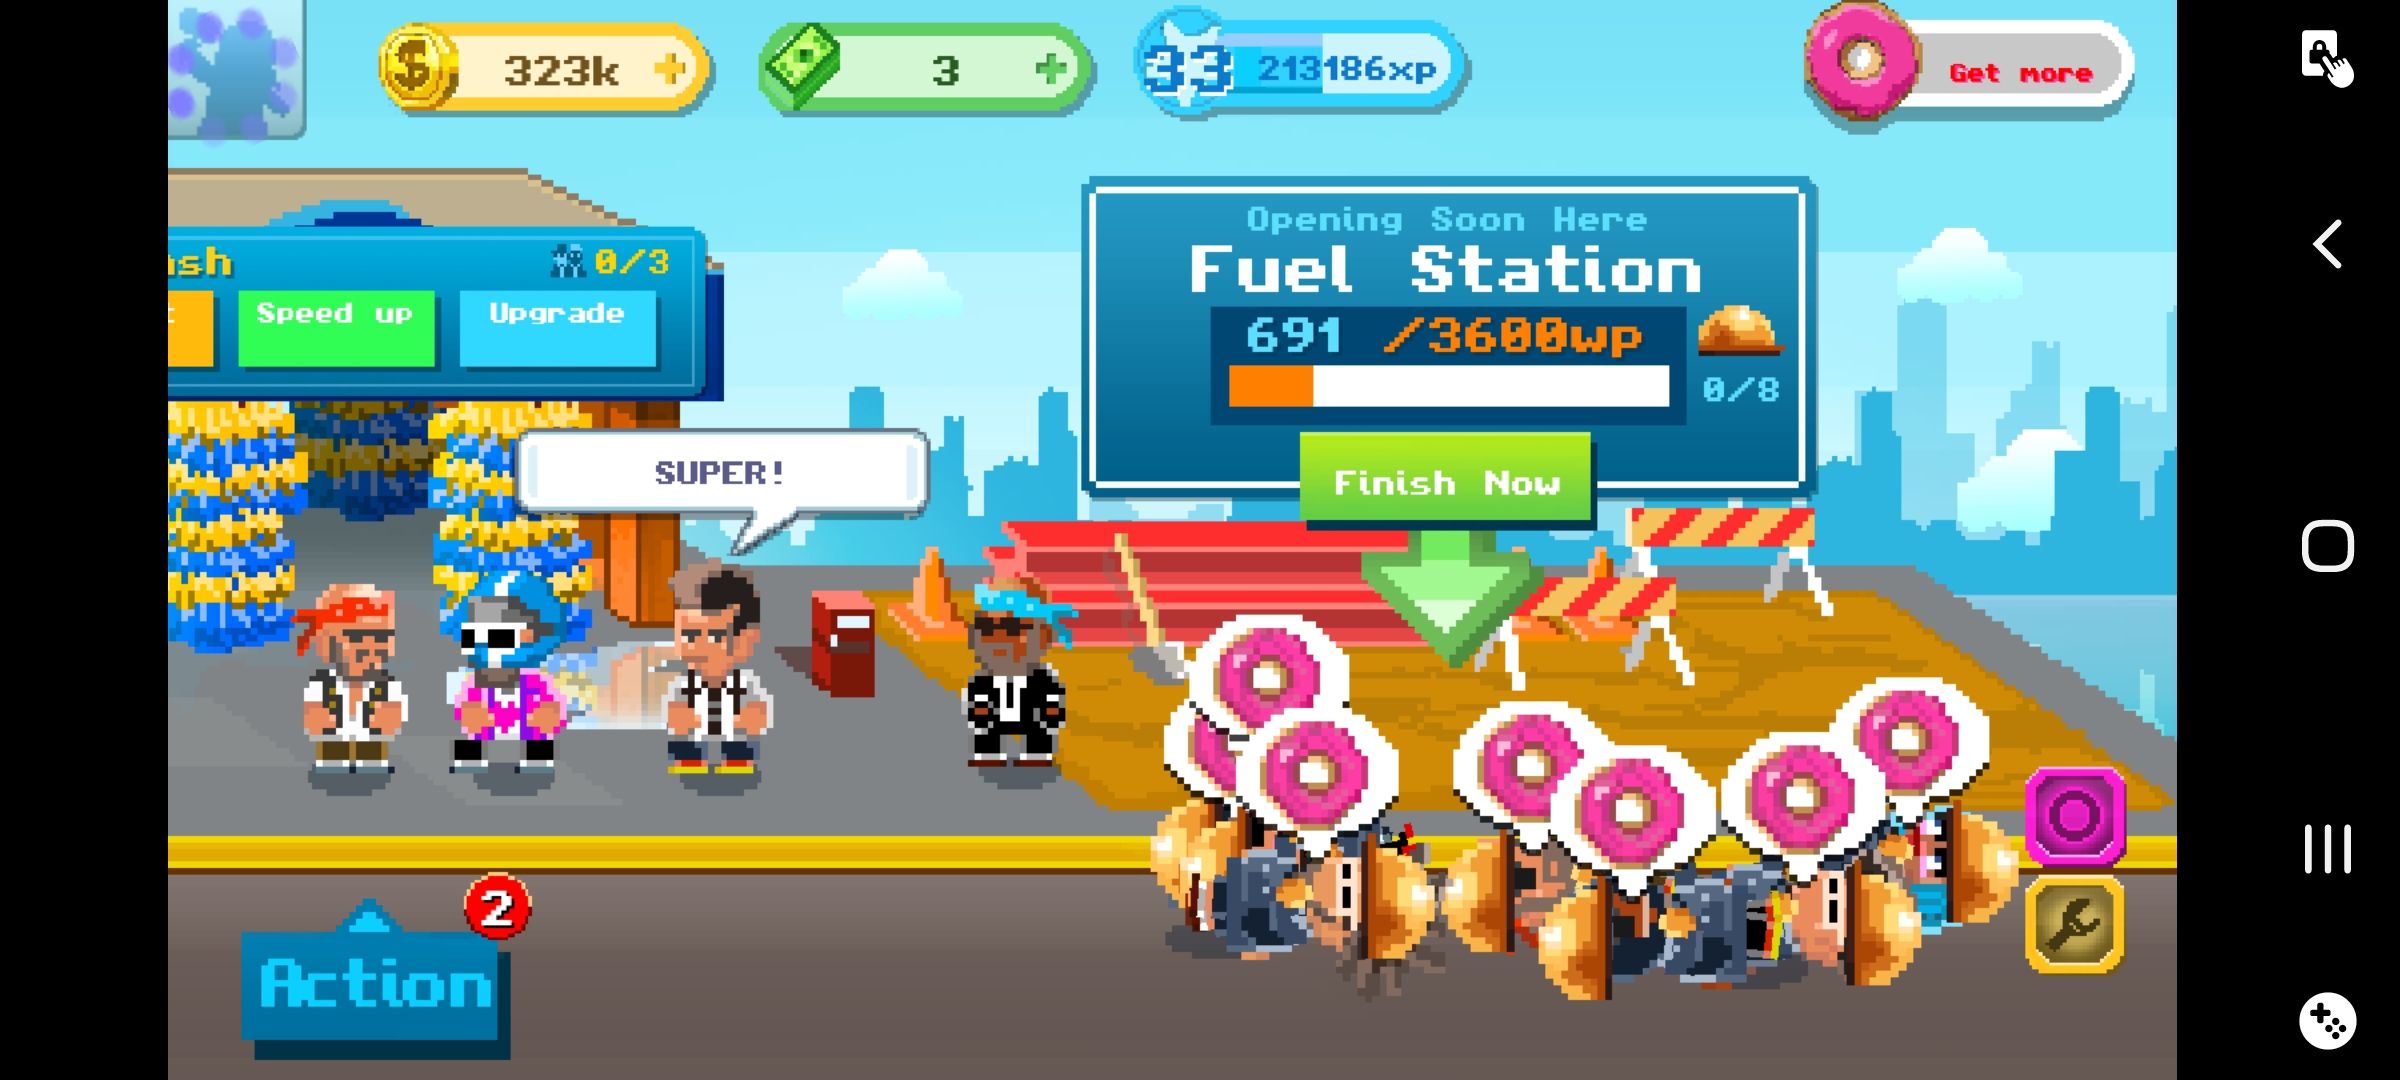 323k
3
33 213186xp
Get more
Opening Soon Here
Fuel Station
691 /3600wp
0/8
Finish Now
0/3
Speed up
Upgrade
SUPER!
2
Action